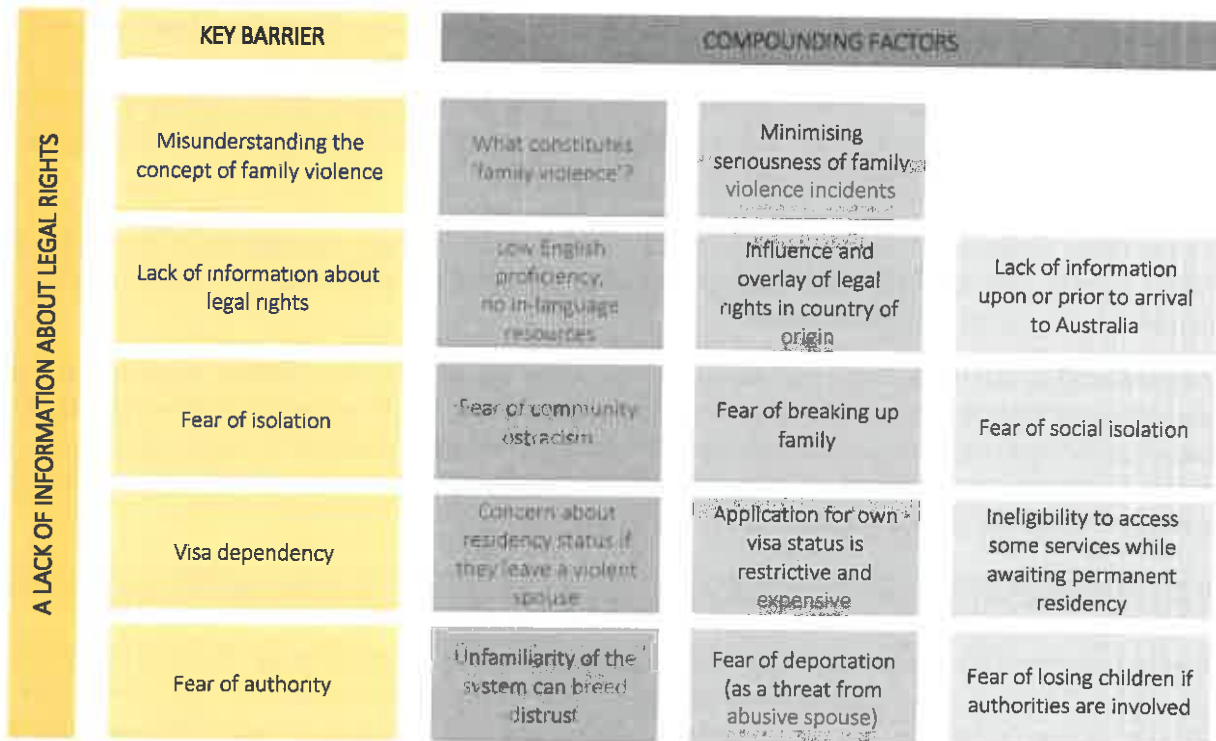 A LACK OF INFORMATION ABOUT LEGAL RIGHTS
KEY BARRIER
COMPOUNDING FACTORS
Misunderstanding the
concept of family violence
What constitutes
'family violence'?
Minimising
seriousness of family
violence incidents
Lack of information about
legal rights
Low English
proficiency,
no in-language
resources
Influence and
overlay of legal
rights in country of
origin
Lack of information
upon or prior to arrival
to Australia
Fear of isolation
Fear of community
ostracism
Fear of breaking up
family
Fear of social isolation
Visa dependency
Concern about
residency status if
they leave a violent
spouse
Application for own
visa status is
restrictive and
expensive
Ineligibility to access
some services while
awaiting permanent
residency
Fear of authority
Unfamiliarity of the
system can breed
distrust
Fear of deportation
(as a threat from
abusive spouse)
Fear of losing children if
authorities are involved